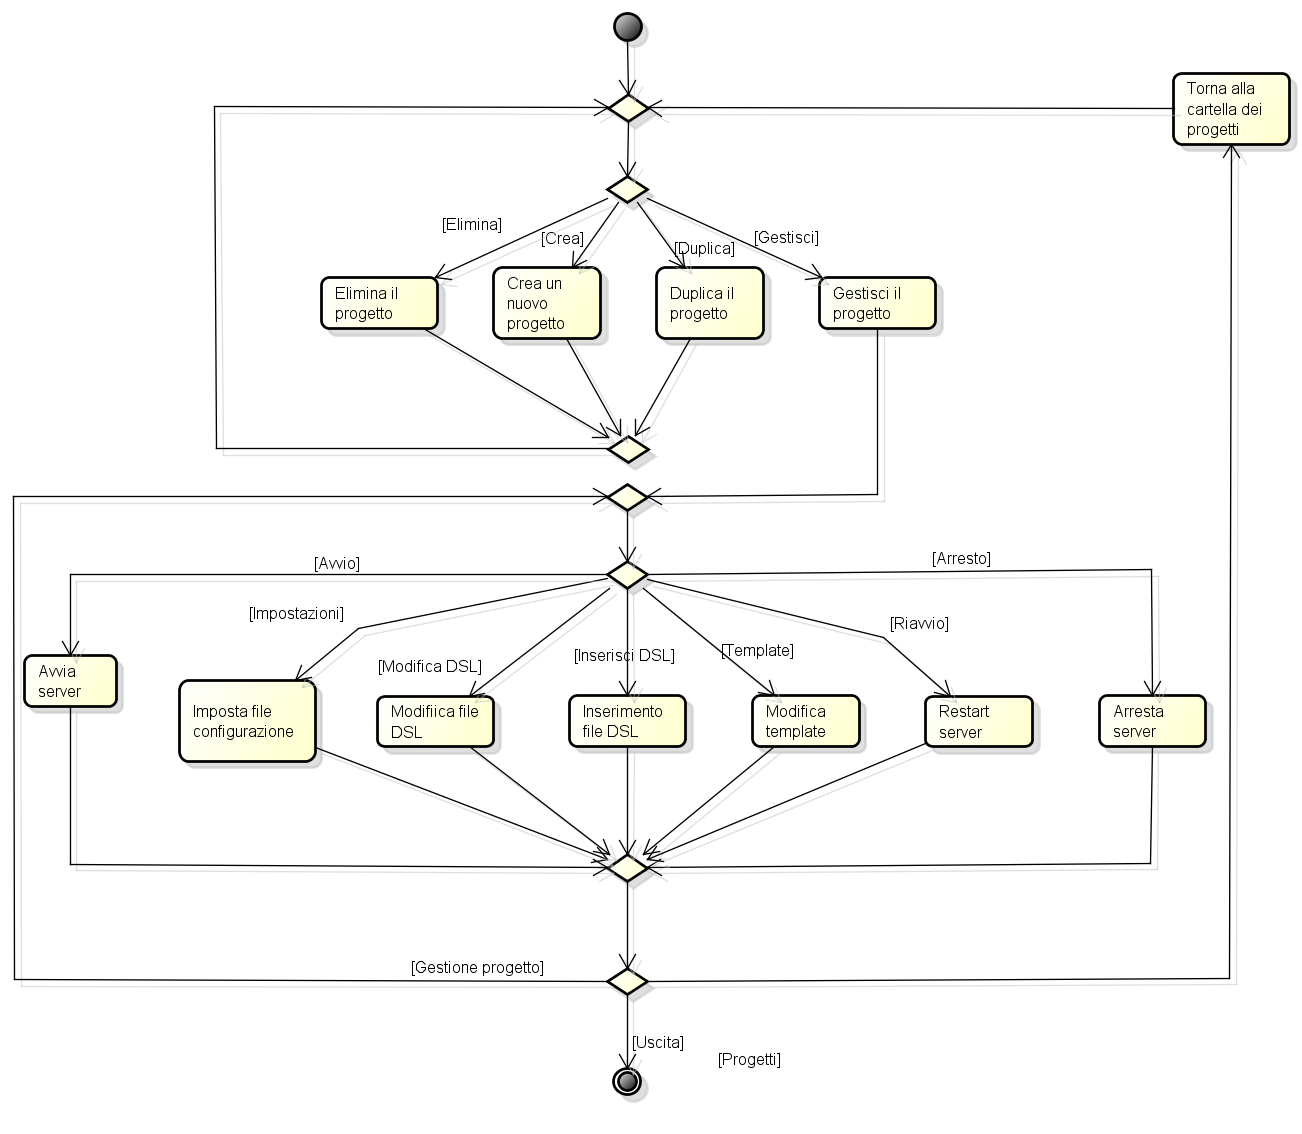 Torna alla
cartella dei
progetti
[Elimina]
[Crea]
[Duplica]
[Gestisci]
Elimina il
progetto
Crea un
nuovo
progetto
Duplica il
progetto
Gestisci il
progetto
[Avvio]
[Arresto]
[Impostazioni]
[Riavvio]
[Modifica DSL]
[Inserisci DSL]
[Template]
Avvia
server
Imposta file
configurazione
Modifiica file
DSL
Inserimento
file DSL
Modifica
template
Restart
server
Arresta
server
[Gestione progetto]
[Uscita]
[Progetti]